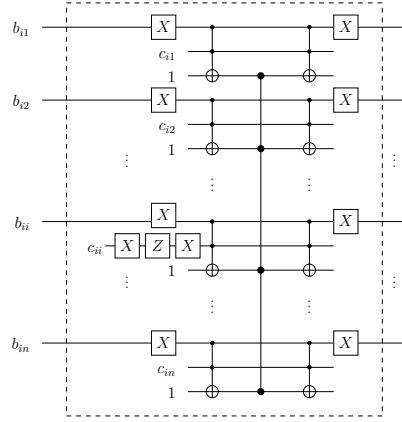 b_{i1} X X
c_{i1}
1
b_{i2} X X
c_{i2}
1
⋮ ⋮ ⋮
b_{ii} X X
c_{ii} X Z X
1
⋮ ⋮ ⋮
b_{in} X X
c_{in}
1